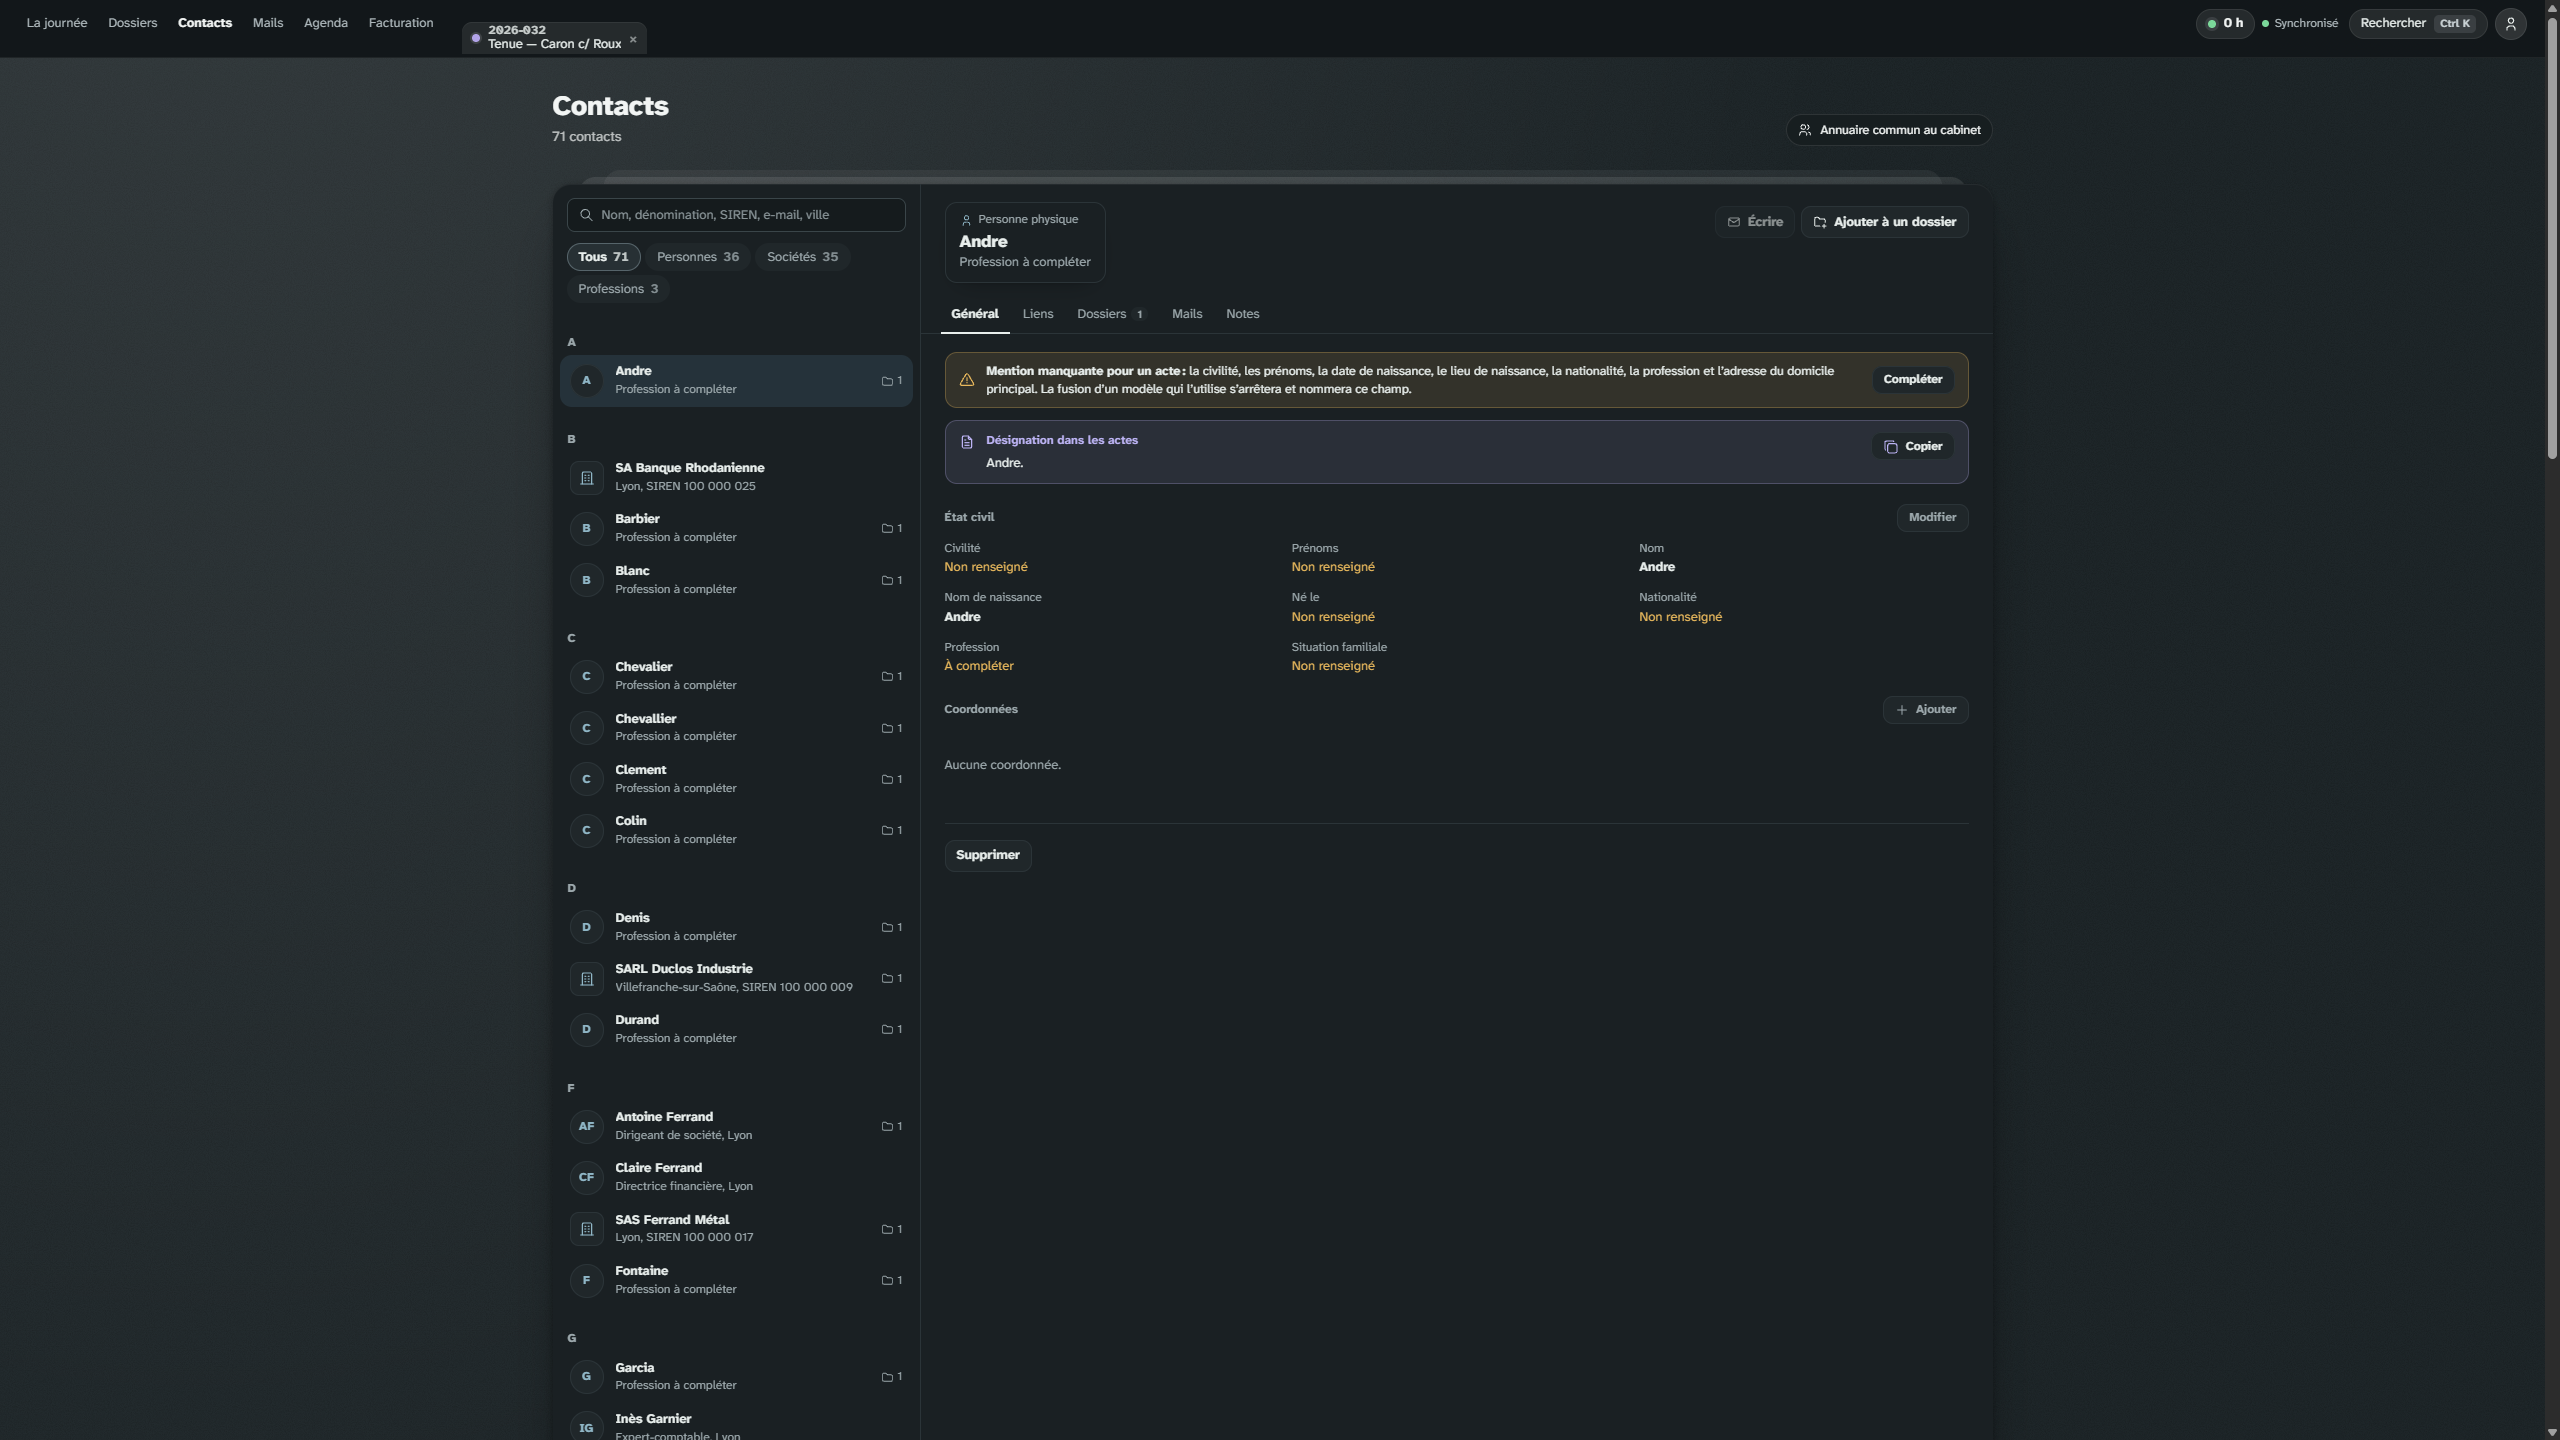 La journée
Dossiers
Contacts
Mails
Agenda
Facturation
2026-032
Tenue — Caron c/ Roux ×
0 h
Synchronisé
Rechercher Ctrl K
Contacts
71 contacts
Annuaire commun au cabinet
Nom, dénomination, SIREN, e-mail, ville
Tous 71
Personnes 36
Sociétés 35
Professions 3
A
A
Andre
Profession à compléter
1
B
SA Banque Rhodanienne
Lyon, SIREN 100 000 025
B
Barbier
Profession à compléter
1
B
Blanc
Profession à compléter
1
C
C
Chevalier
Profession à compléter
1
C
Chevallier
Profession à compléter
1
C
Clement
Profession à compléter
1
C
Colin
Profession à compléter
1
D
D
Denis
Profession à compléter
1
SARL Duclos Industrie
Villefranche-sur-Saône, SIREN 100 000 009
1
D
Durand
Profession à compléter
1
F
AF
Antoine Ferrand
Dirigeant de société, Lyon
1
CF
Claire Ferrand
Directrice financière, Lyon
SAS Ferrand Métal
Lyon, SIREN 100 000 017
1
F
Fontaine
Profession à compléter
1
G
G
Garcia
Profession à compléter
1
IG
Inès Garnier
Expert-comptable, Lyon
Personne physique
Andre
Profession à compléter
Écrire
Ajouter à un dossier
Général
Liens
Dossiers 1
Mails
Notes
Mention manquante pour un acte : la civilité, les prénoms, la date de naissance, le lieu de naissance, la nationalité, la profession et l'adresse du domicile
principal. La fusion d'un modèle qui l'utilise s'arrêtera et nommera ce champ.
Compléter
Désignation dans les actes
Andre.
Copier
État civil
Modifier
Civilité
Non renseigné
Prénoms
Non renseigné
Nom
Andre
Nom de naissance
Andre
Né le
Non renseigné
Nationalité
Non renseigné
Profession
À compléter
Situation familiale
Non renseigné
Coordonnées
Ajouter
Aucune coordonnée.
Supprimer